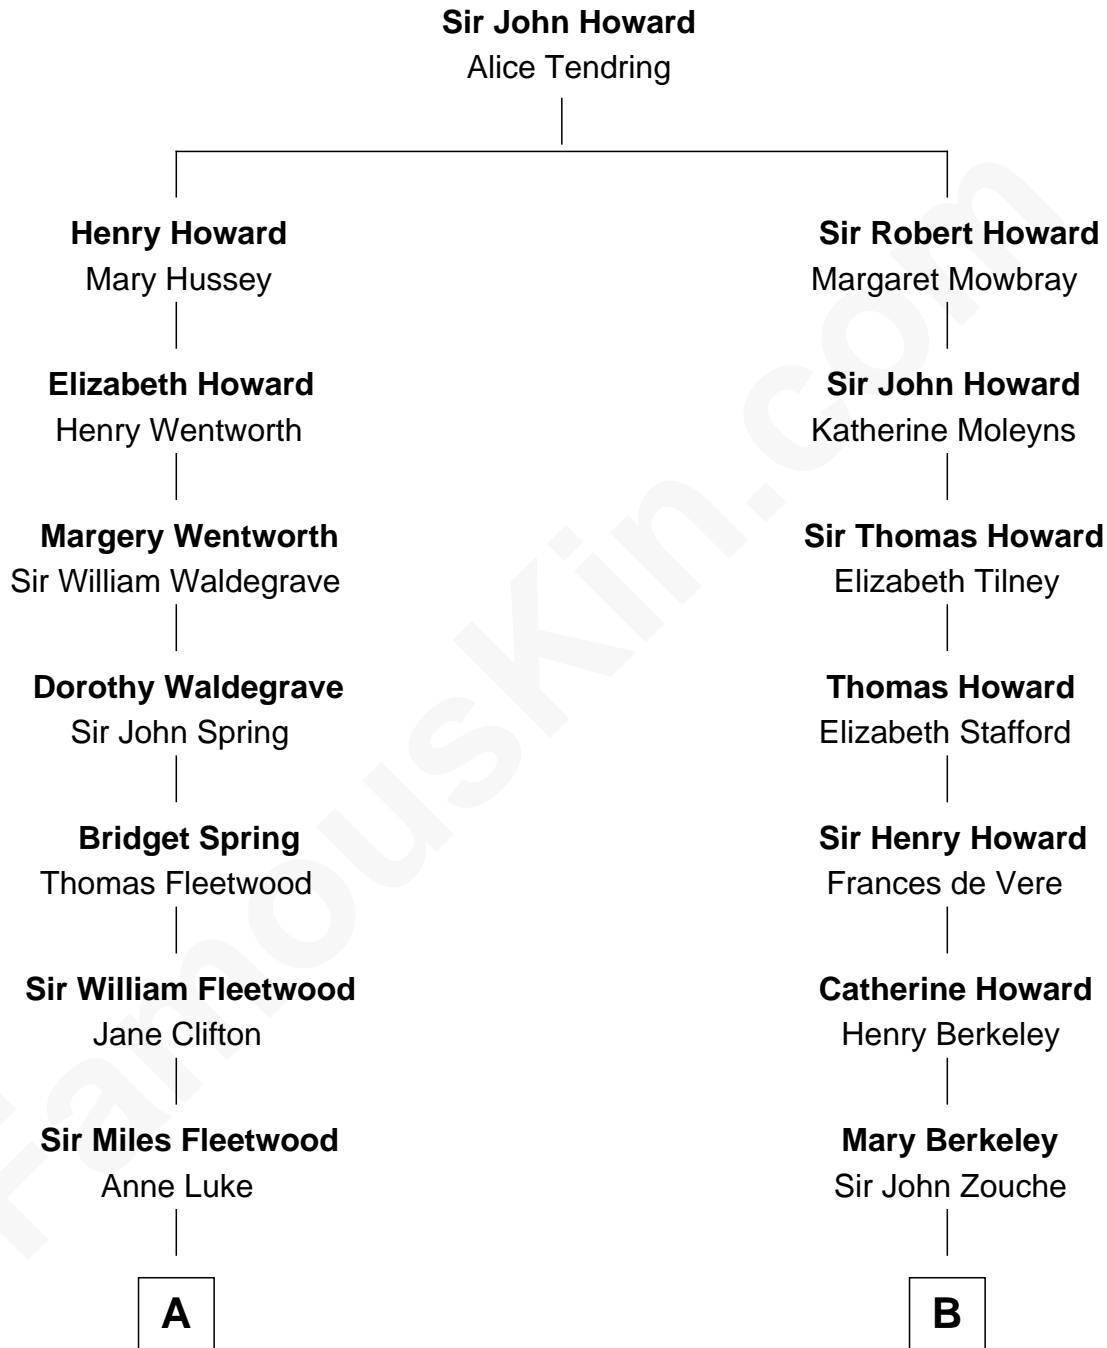 Sir John Howard
Alice Tendring
Henry Howard
Mary Hussey
Sir Robert Howard
Margaret Mowbray
Elizabeth Howard
Henry Wentworth
Sir John Howard
Katherine Moleyns
Margery Wentworth
Sir William Waldegrave
Sir Thomas Howard
Elizabeth Tilney
Dorothy Waldegrave
Sir John Spring
Thomas Howard
Elizabeth Stafford
Bridget Spring
Thomas Fleetwood
Sir Henry Howard
Frances de Vere
Sir William Fleetwood
Jane Clifton
Catherine Howard
Henry Berkeley
Sir Miles Fleetwood
Anne Luke
Mary Berkeley
Sir John Zouche
A
B
FamousKin.com